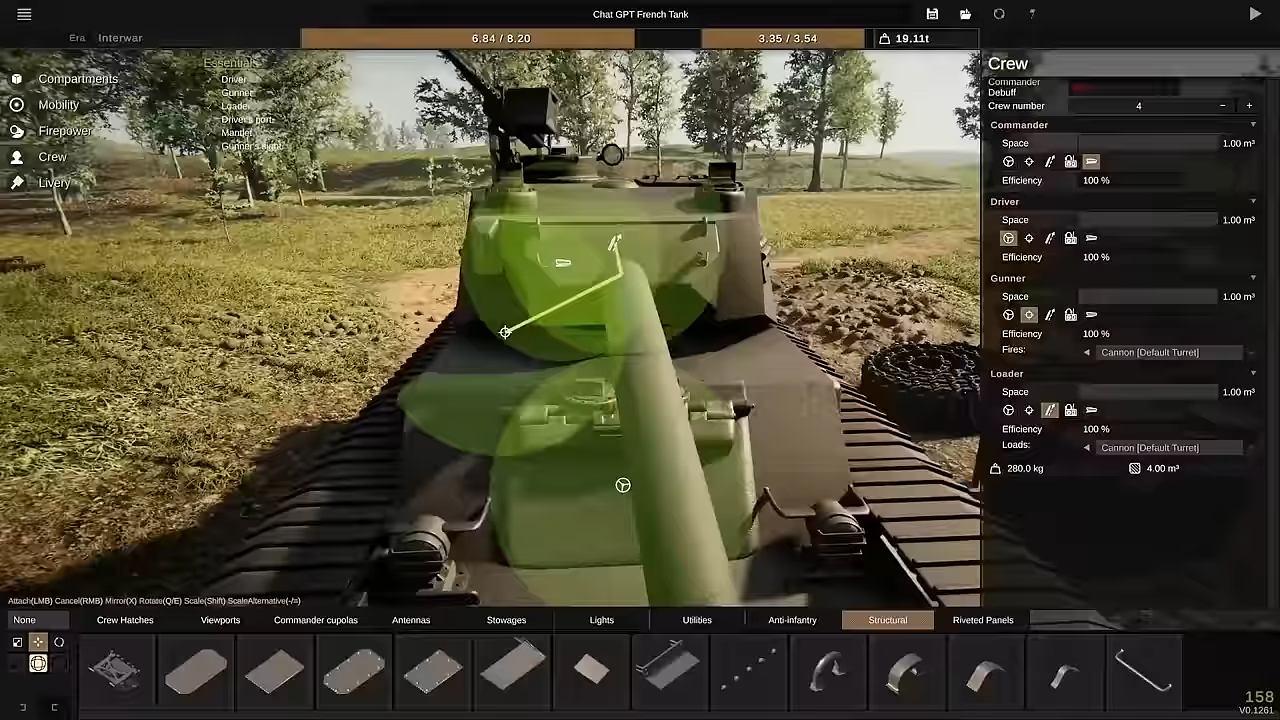 Chat GPT French Tank
Era Interwar
6.84 / 8.20
3.35 / 3.54
19,11t
Compartments
Mobility
Firepower
Crew
Livery
Essential
Driver
Gunner
Loader
Driver's port
Mantlet
Gunner's sight
Crew
Commander
Debuff
Crew number 4 − +
Commander
Space 1.00 m³
Efficiency 100 %
Driver
Space 1.00 m³
Efficiency 100 %
Gunner
Space 1.00 m³
Efficiency 100 %
Fires: Cannon [Default Turret]
Loader
Space 1.00 m³
Efficiency 100 %
Loads: Cannon [Default Turret]
280.0 kg 4.00 m³
Attach(LMB) Cancel(RMB) Mirror(X) Rotate(Q/E) Scale(Shift) ScaleAlternative(-/=)
None Crew Hatches Viewports Commander cupolas Antennas Stowages Lights Utilities Anti-infantry Structural Riveted Panels
158
V0.1261